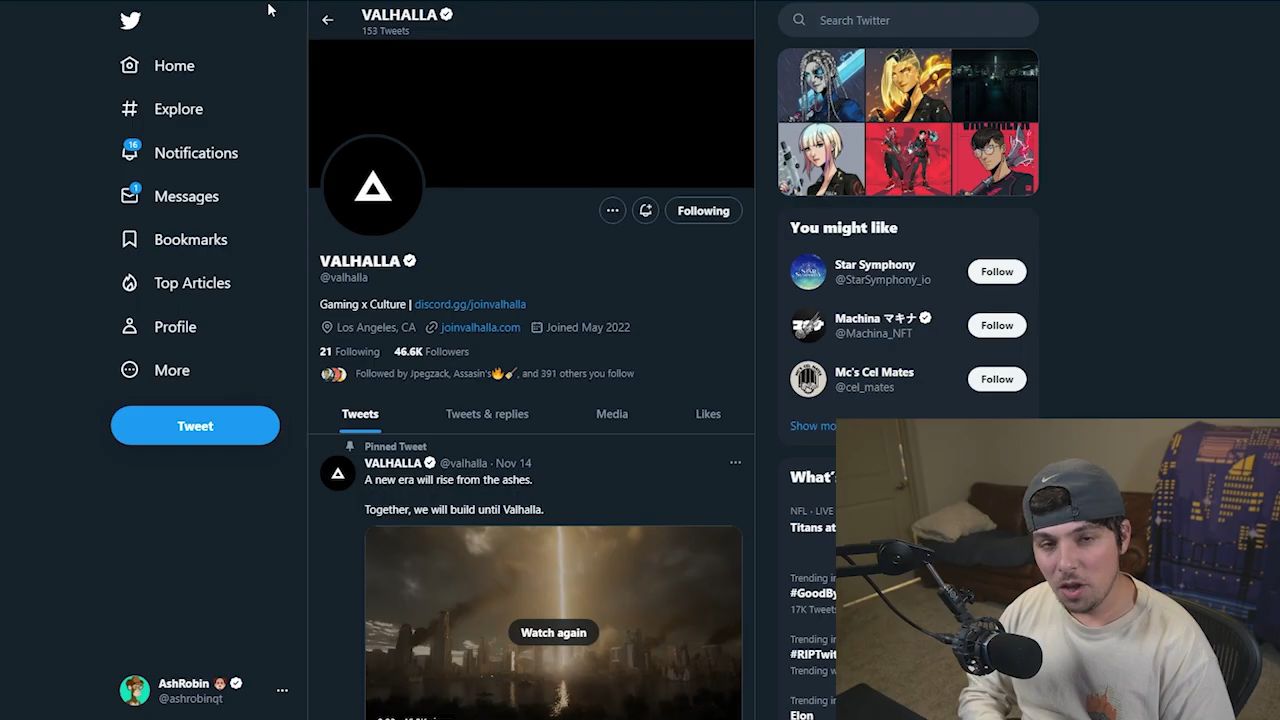 VALHALLA
153 Tweets
Search Twitter
Home
Explore
16
Notifications
1
Messages
Bookmarks
Top Articles
Profile
More
Tweet
AshRobin
@ashrobinqt
Following
VALHALLA
@valhalla
Gaming x Culture | discord.gg/joinvalhalla
Los Angeles, CA joinvalhalla.com Joined May 2022
21 Following 46.6K Followers
Followed by Jpegzack, Assasin's🔥🧹, and 391 others you follow
Tweets Tweets & replies Media Likes
Pinned Tweet
VALHALLA @valhalla · Nov 14
A new era will rise from the ashes.
Together, we will build until Valhalla.
Watch again
You might like
Star Symphony
@StarSymphony_io
Follow
Machina マキナ
@Machina_NFT
Follow
Mc's Cel Mates
@cel_mates
Follow
Show mo
What'
NFL · LIVE
Titans at
Trending in
#GoodBy
17K Tweets
Trending in
#RIPTwit
Trending w
Trending in
Elon